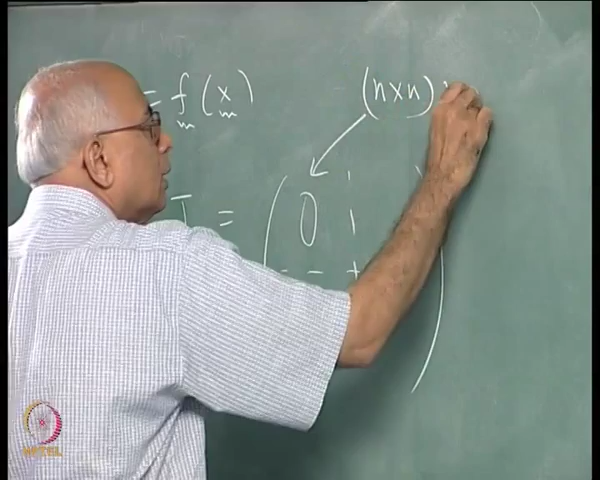 = f(x) (n×n)
J = ( 0
NPTEL